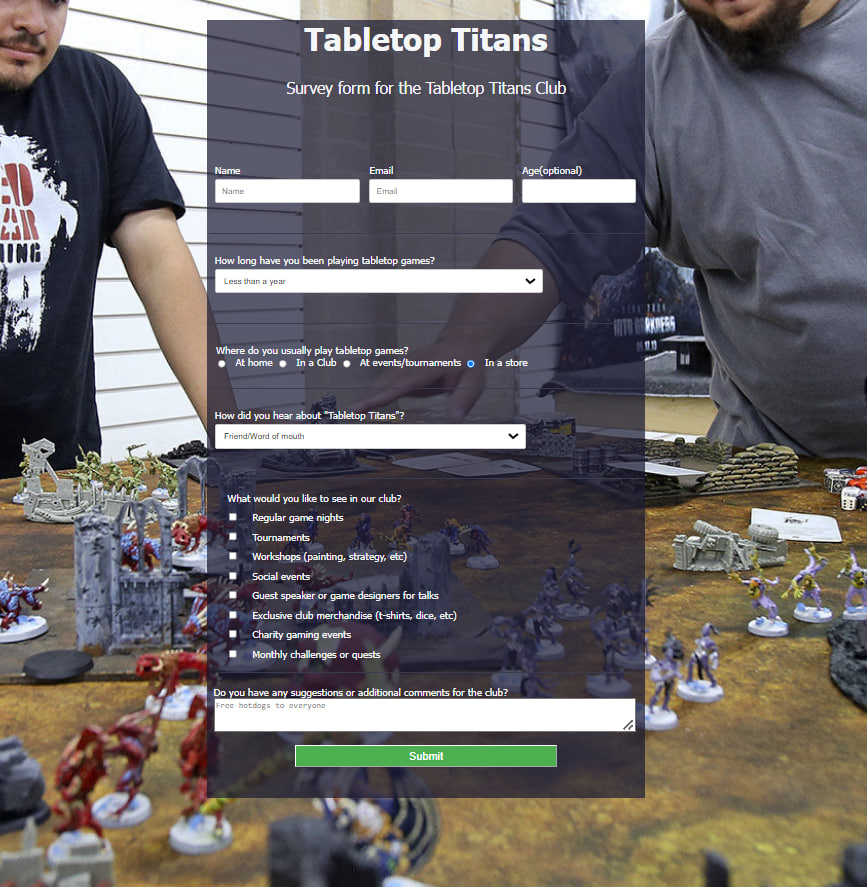 Tabletop Titans
Survey form for the Tabletop Titans Club
Name Email Age(optional)
Name Email
How long have you been playing tabletop games?
Less than a year
Where do you usually play tabletop games?
At home In a Club At events/tournaments In a store
How did you hear about "Tabletop Titans"?
Friend/Word of mouth
What would you like to see in our club?
Regular game nights
Tournaments
Workshops (painting, strategy, etc)
Social events
Guest speaker or game designers for talks
Exclusive club merchandise (t-shirts, dice, etc)
Charity gaming events
Monthly challenges or quests
Do you have any suggestions or additional comments for the club?
Free hotdogs to everyone
Submit